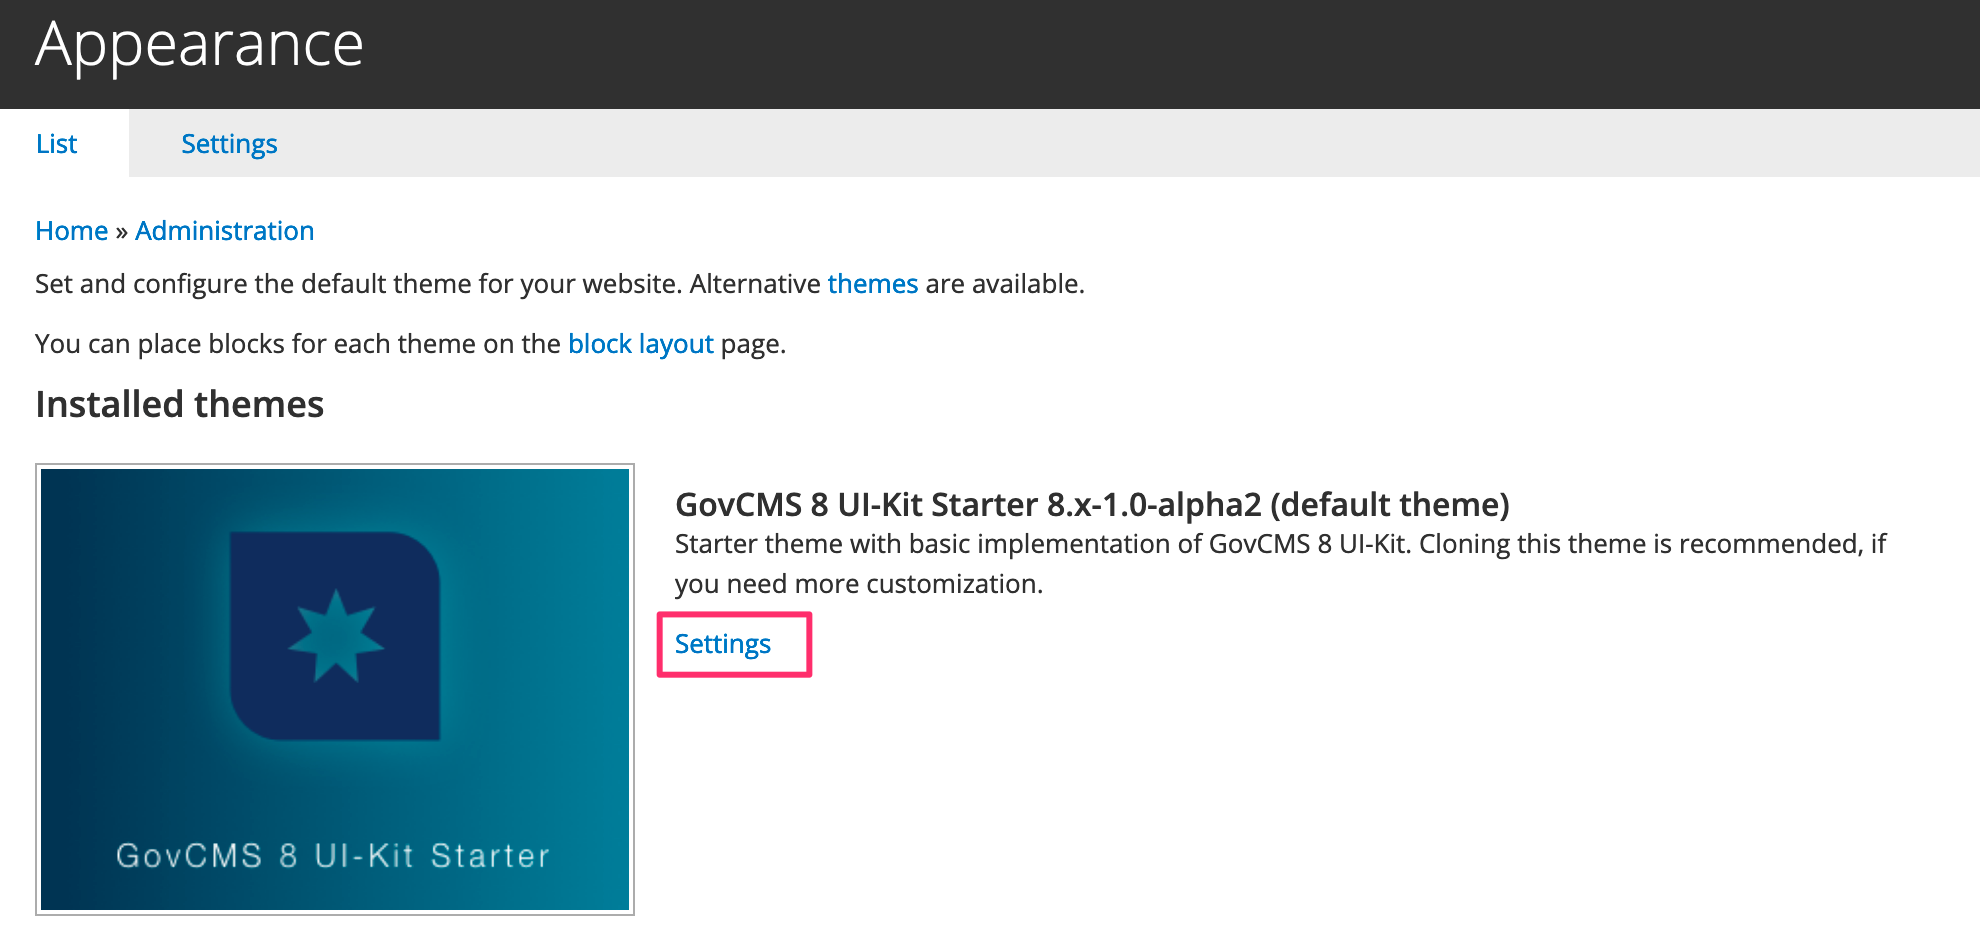 Appearance
List Settings
Home » Administration
Set and configure the default theme for your website. Alternative themes are available.
You can place blocks for each theme on the block layout page.
Installed themes
GovCMS 8 UI-Kit Starter 8.x-1.0-alpha2 (default theme)
Starter theme with basic implementation of GovCMS 8 UI-Kit. Cloning this theme is recommended, if
you need more customization.
Settings
GovCMS 8 UI-Kit Starter